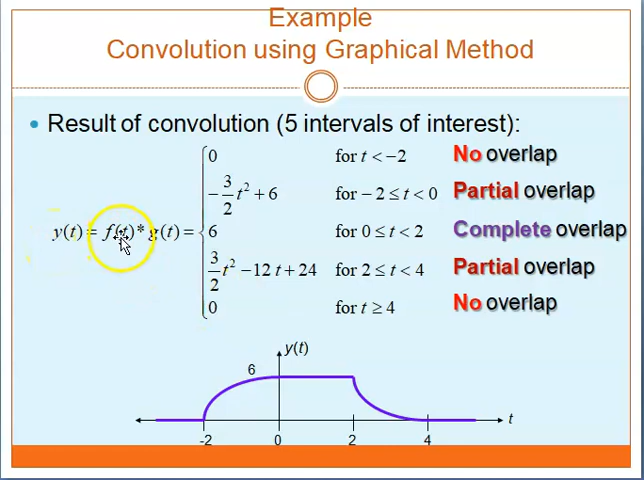 Example
Convolution using Graphical Method
• Result of convolution (5 intervals of interest):
0 for t < −2 No overlap
−3/2 t² + 6 for −2 ≤ t < 0 Partial overlap
y(t) = f(t) * g(t) = { 6 for 0 ≤ t < 2 Complete overlap
3/2 t² − 12 t + 24 for 2 ≤ t < 4 Partial overlap
0 for t ≥ 4 No overlap
y(t)
6
t
-2 0 2 4